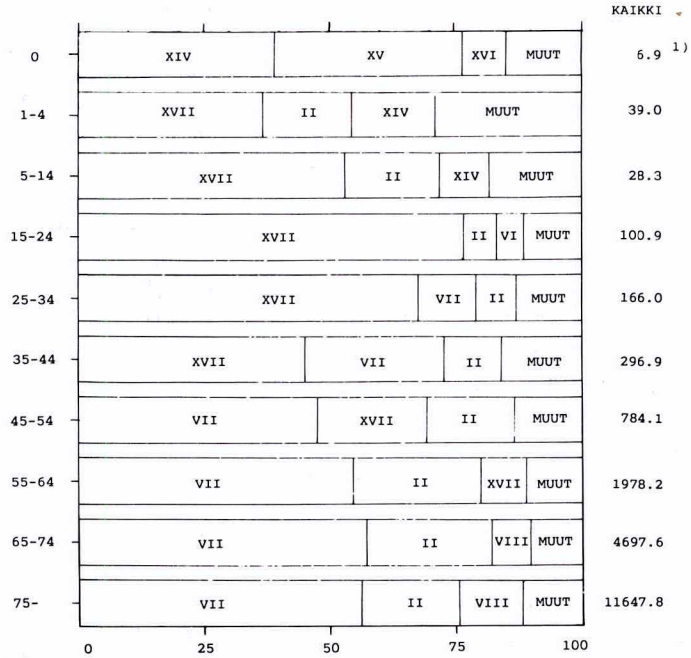 KAIKKI
0 XIV XV XVI MUUT 6.9 1)
1-4 XVII II XIV MUUT 39.0
5-14 XVII II XIV MUUT 28.3
15-24 XVII II VI MUUT 100.9
25-34 XVII VII II MUUT 166.0
35-44 XVII VII II MUUT 296.9
45-54 VII XVII II MUUT 784.1
55-64 VII II XVII MUUT 1978.2
65-74 VII II VIII MUUT 4697.6
75- VII II VIII MUUT 11647.8
0 25 50 75 100